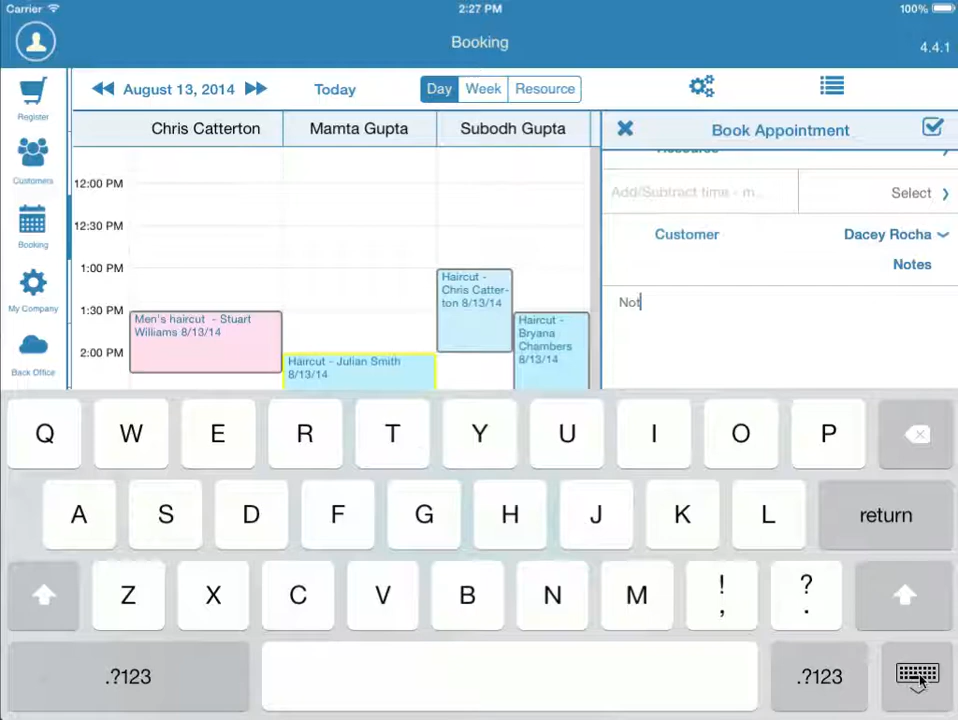 Carrier
2:27 PM
100%
Booking
4.4.1
August 13, 2014
Today
Day
Week
Resource
Register
Customers
Booking
My Company
Back Office
Chris Catterton
Mamta Gupta
Subodh Gupta
Book Appointment
Resource
Add/Subtract time - m...
Select
Customer
Dacey Rocha
Notes
Not
12:00 PM
12:30 PM
1:00 PM
1:30 PM
2:00 PM
Haircut -
Chris Catter-
ton 8/13/14
Men's haircut - Stuart
Williams 8/13/14
Haircut -
Bryana
Chambers
8/13/14
Haircut - Julian Smith
8/13/14
Q W E R T Y U I O P
A S D F G H J K L return
Z X C V B N M ! , ? .
.?123 .?123